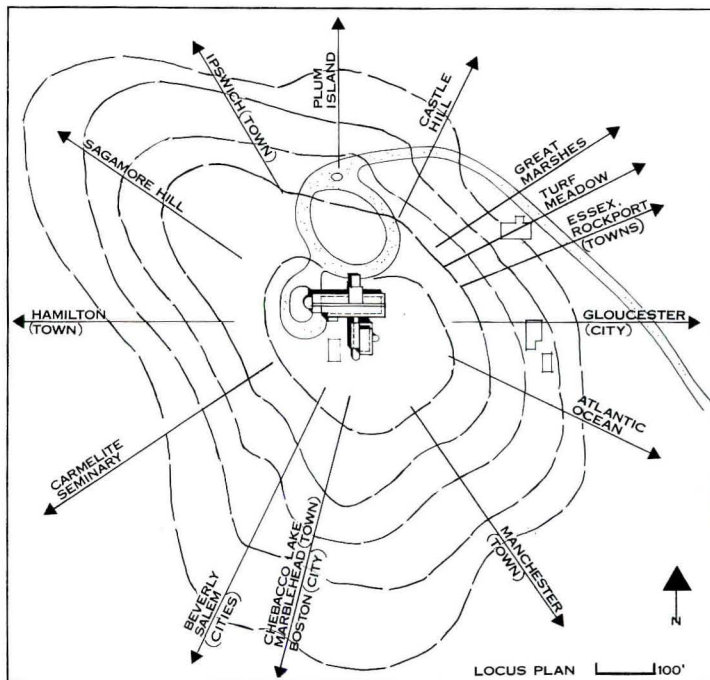 PLUM
ISLAND
IPSWICH (TOWN)
CASTLE
HILL
SAGAMORE HILL
GREAT
MARSHES
TURF
MEADOW
ESSEX,
ROCKPORT
(TOWNS)
HAMILTON
(TOWN)
GLOUCESTER
(CITY)
ATLANTIC
OCEAN
CARMELITE
SEMINARY
MANCHESTER
(TOWN)
BEVERLY
SALEM
(CITIES)
CHEBACCO LAKE
MARBLEHEAD (TOWN)
BOSTON (CITY)
N
LOCUS PLAN 100'